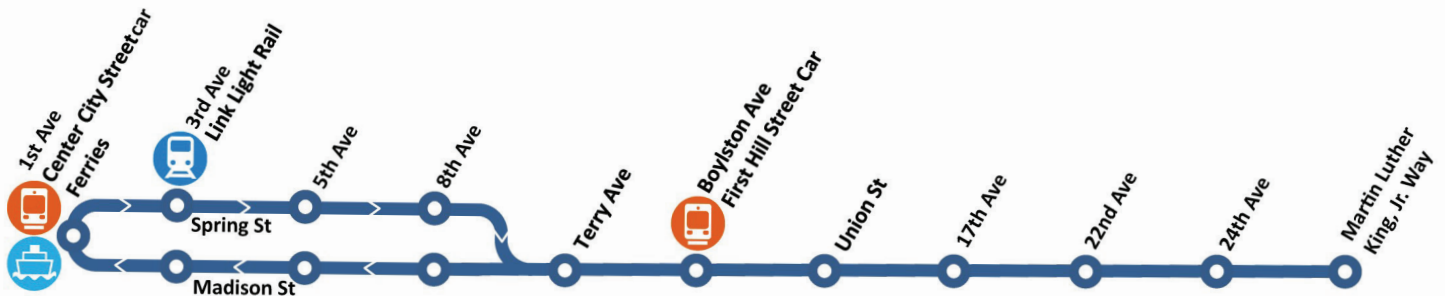 1st Ave
Center City Streetcar
Ferries
3rd Ave
Link Light Rail
5th Ave
8th Ave
Spring St
Madison St
Terry Ave
Boylston Ave
First Hill Street Car
Union St
17th Ave
22nd Ave
24th Ave
Martin Luther
King, Jr. Way